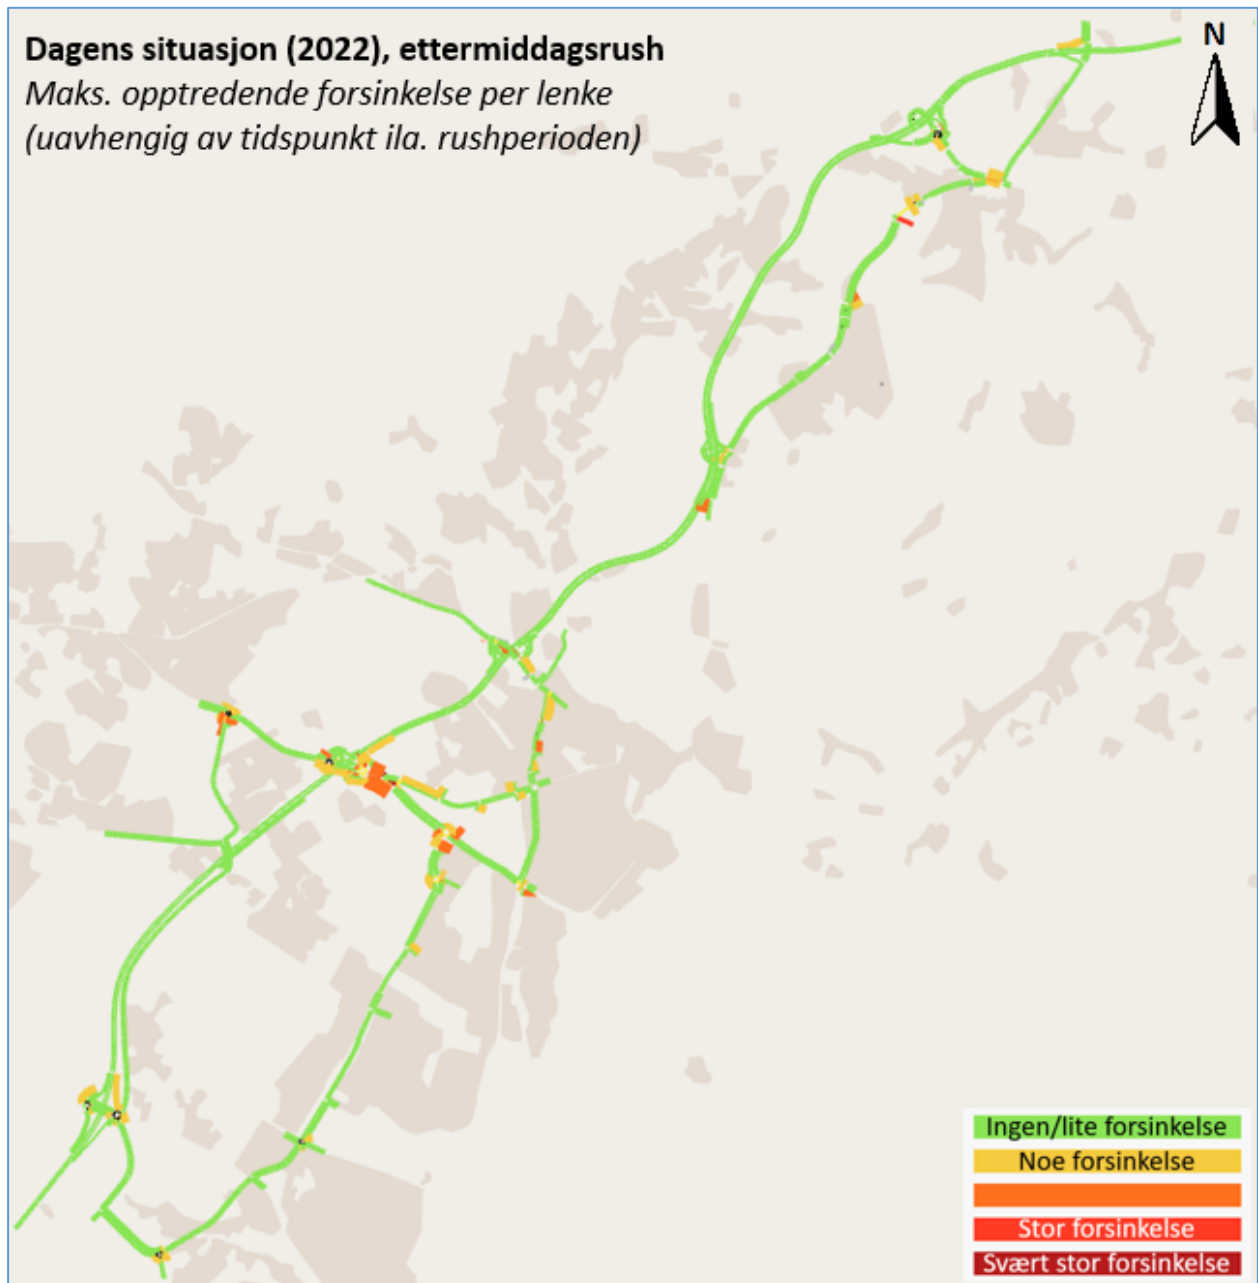 Dagens situasjon (2022), ettermiddagsrush
Maks. opptredende forsinkelse per lenke
(uavhengig av tidspunkt ila. rushperioden)
N
Ingen/lite forsinkelse
Noe forsinkelse
Stor forsinkelse
Svært stor forsinkelse